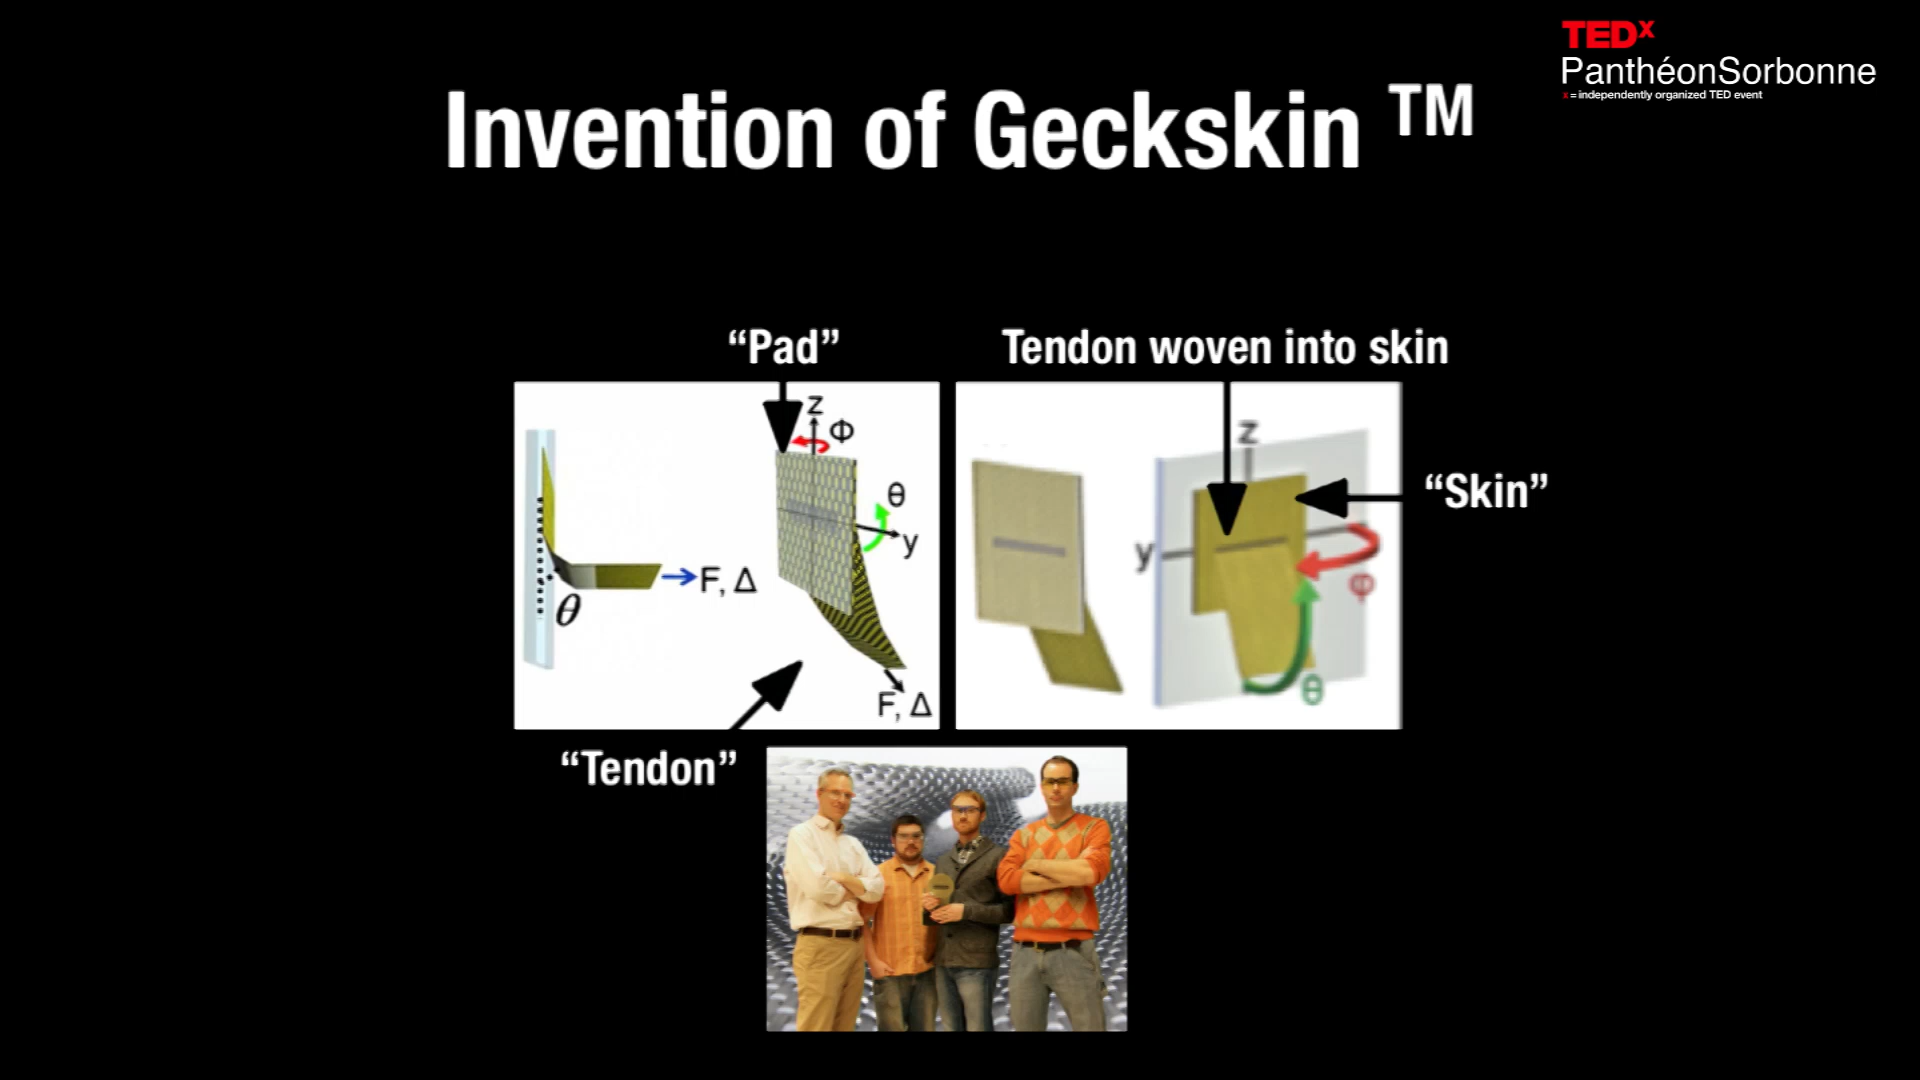 TEDx
PanthéonSorbonne
x = independently organized TED event
Invention of Geckskin TM
“Pad”
Tendon woven into skin
z
Φ
θ
y
F, Δ
θ
F, Δ
z
“Skin”
y
φ
θ
“Tendon”